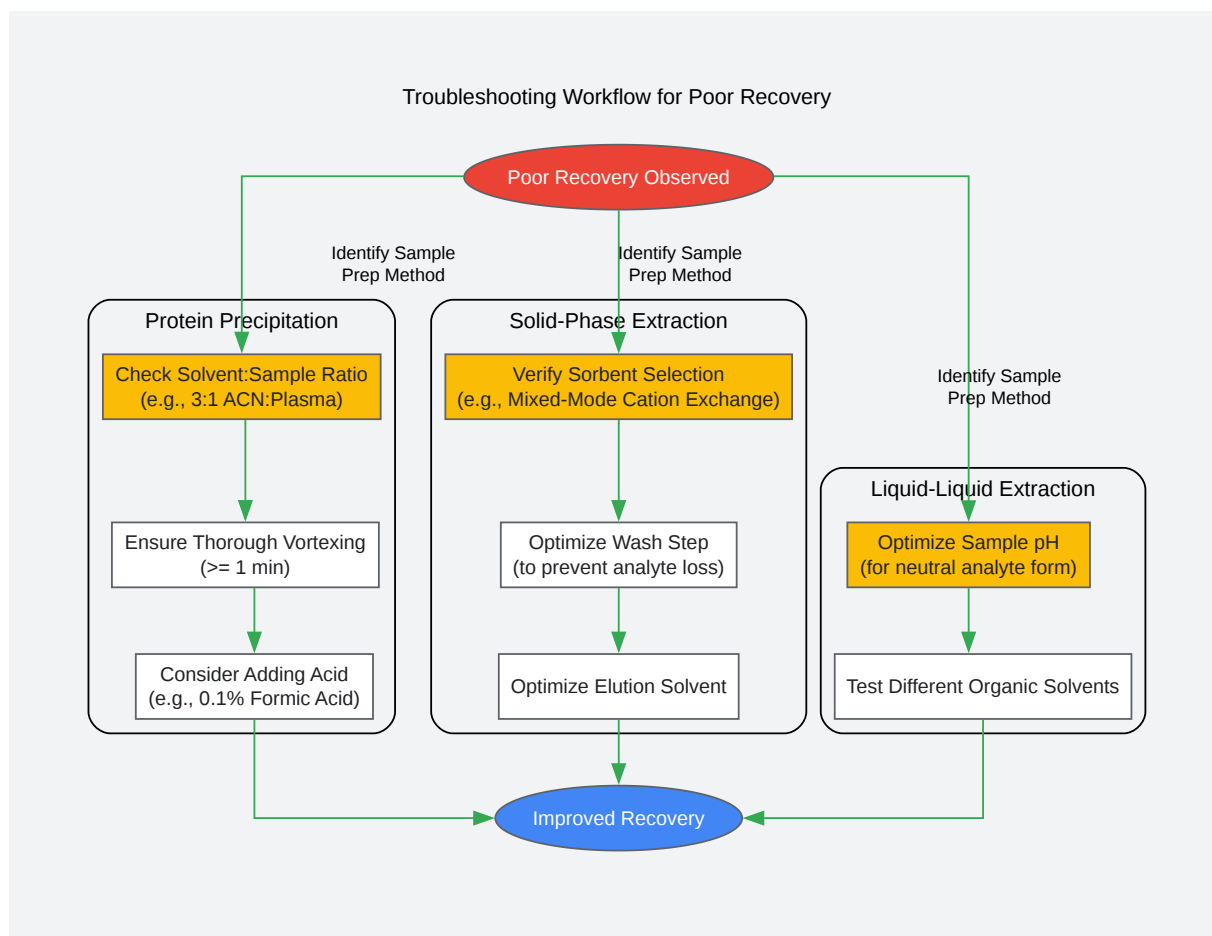 Troubleshooting Workflow for Poor Recovery
Poor Recovery Observed
Identify Sample
Prep Method
Identify Sample
Prep Method
Identify Sample
Prep Method
Protein Precipitation
Check Solvent:Sample Ratio
(e.g., 3:1 ACN:Plasma)
Ensure Thorough Vortexing
(>= 1 min)
Consider Adding Acid
(e.g., 0.1% Formic Acid)
Solid-Phase Extraction
Verify Sorbent Selection
(e.g., Mixed-Mode Cation Exchange)
Optimize Wash Step
(to prevent analyte loss)
Optimize Elution Solvent
Liquid-Liquid Extraction
Optimize Sample pH
(for neutral analyte form)
Test Different Organic Solvents
Improved Recovery